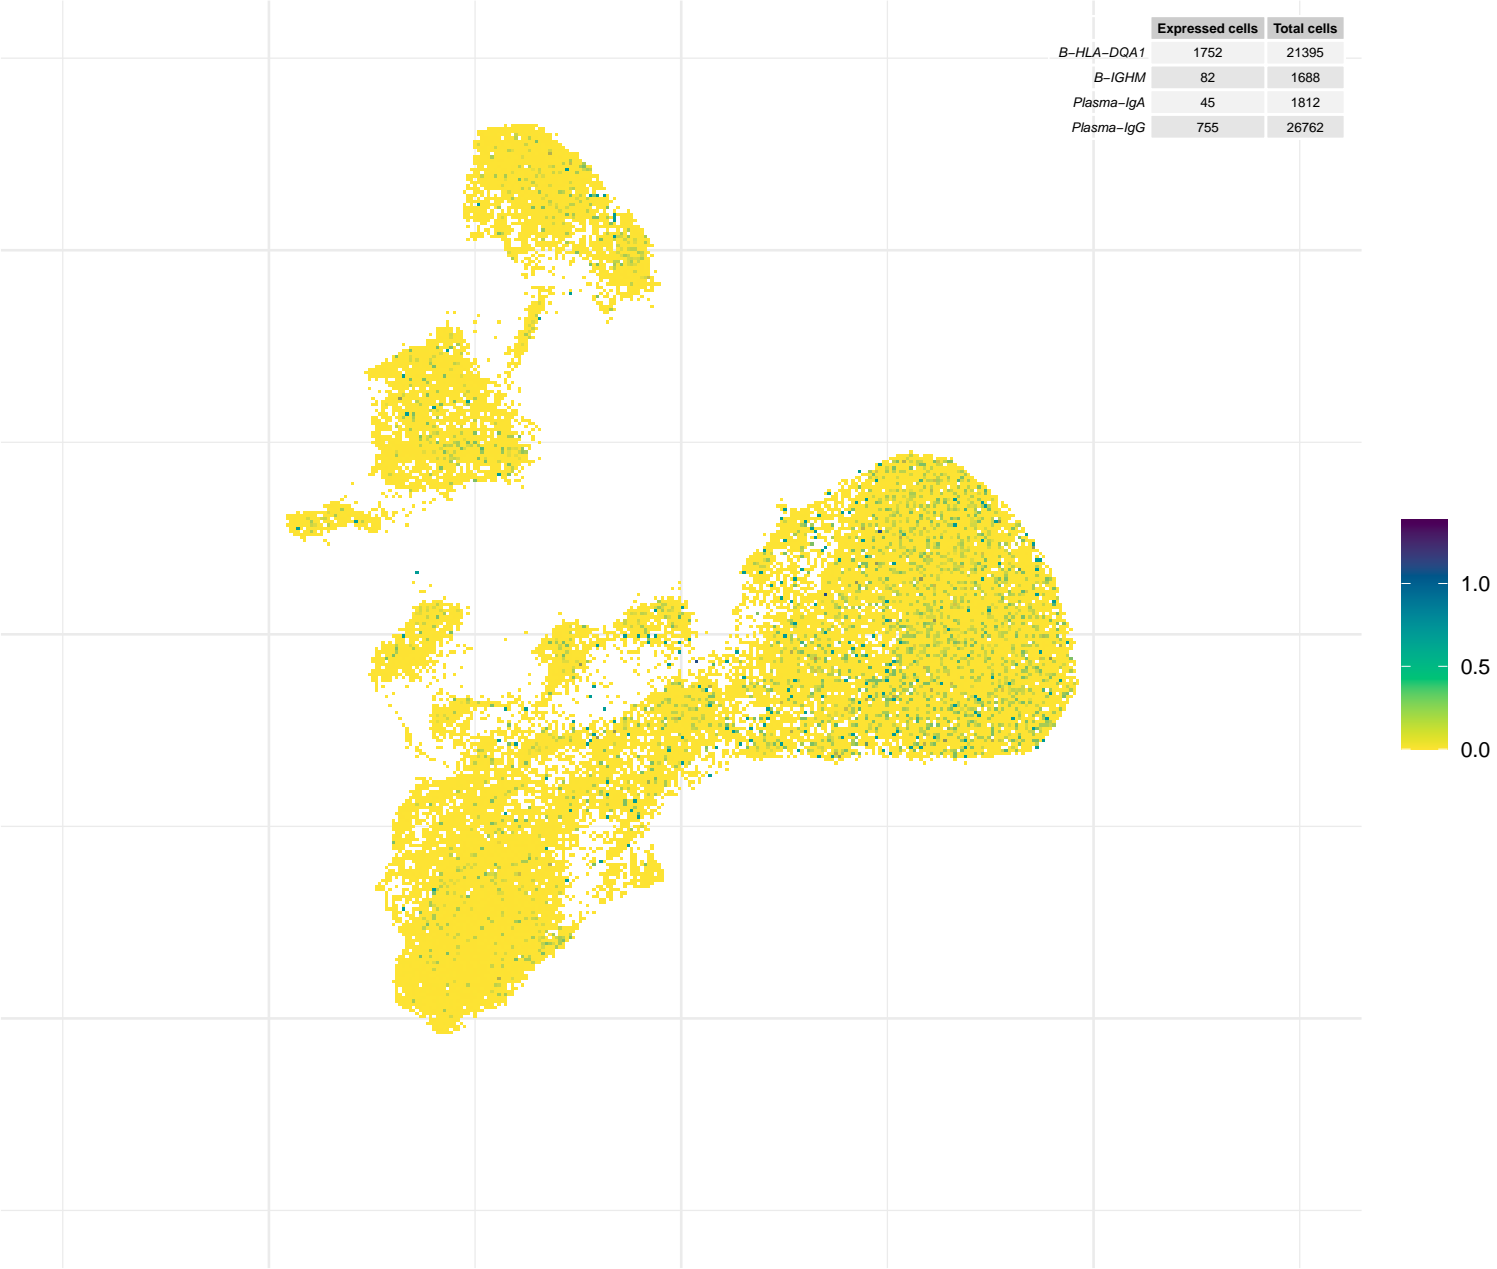 Expressed cells Total cells
B−HLA−DQA1 1752 21395
B−IGHM 82 1688
Plasma−IgA 45 1812
Plasma−IgG 755 26762
1.0
0.5
0.0